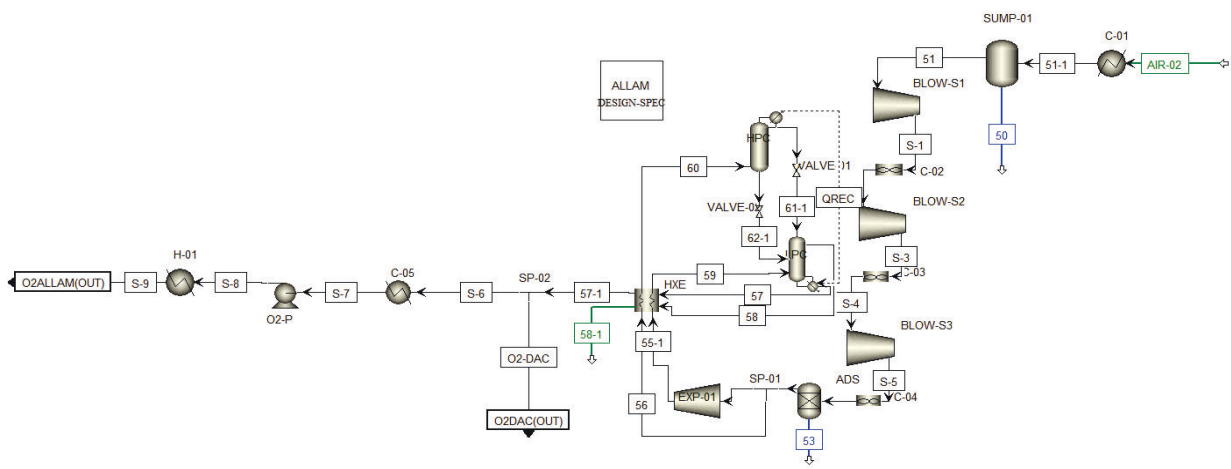 SUMP-01
C-01
51
51-1
AIR-02
BLOW-S1
ALLAM
DESIGN-SPEC
HPC
50
S-1
60
VALVE-01
C-02
QREC
VALVE-02
61-1
BLOW-S2
62-1
H-01
S-3
C-05
SP-02
59
HXE
C-03
O2ALLAM(OUT)
S-9
S-8
S-7
S-6
57-1
57
S-4
O2-P
58
58-1
55-1
BLOW-S3
O2-DAC
SP-01
ADS
S-5
56
EXP-01
C-04
O2DAC(OUT)
53